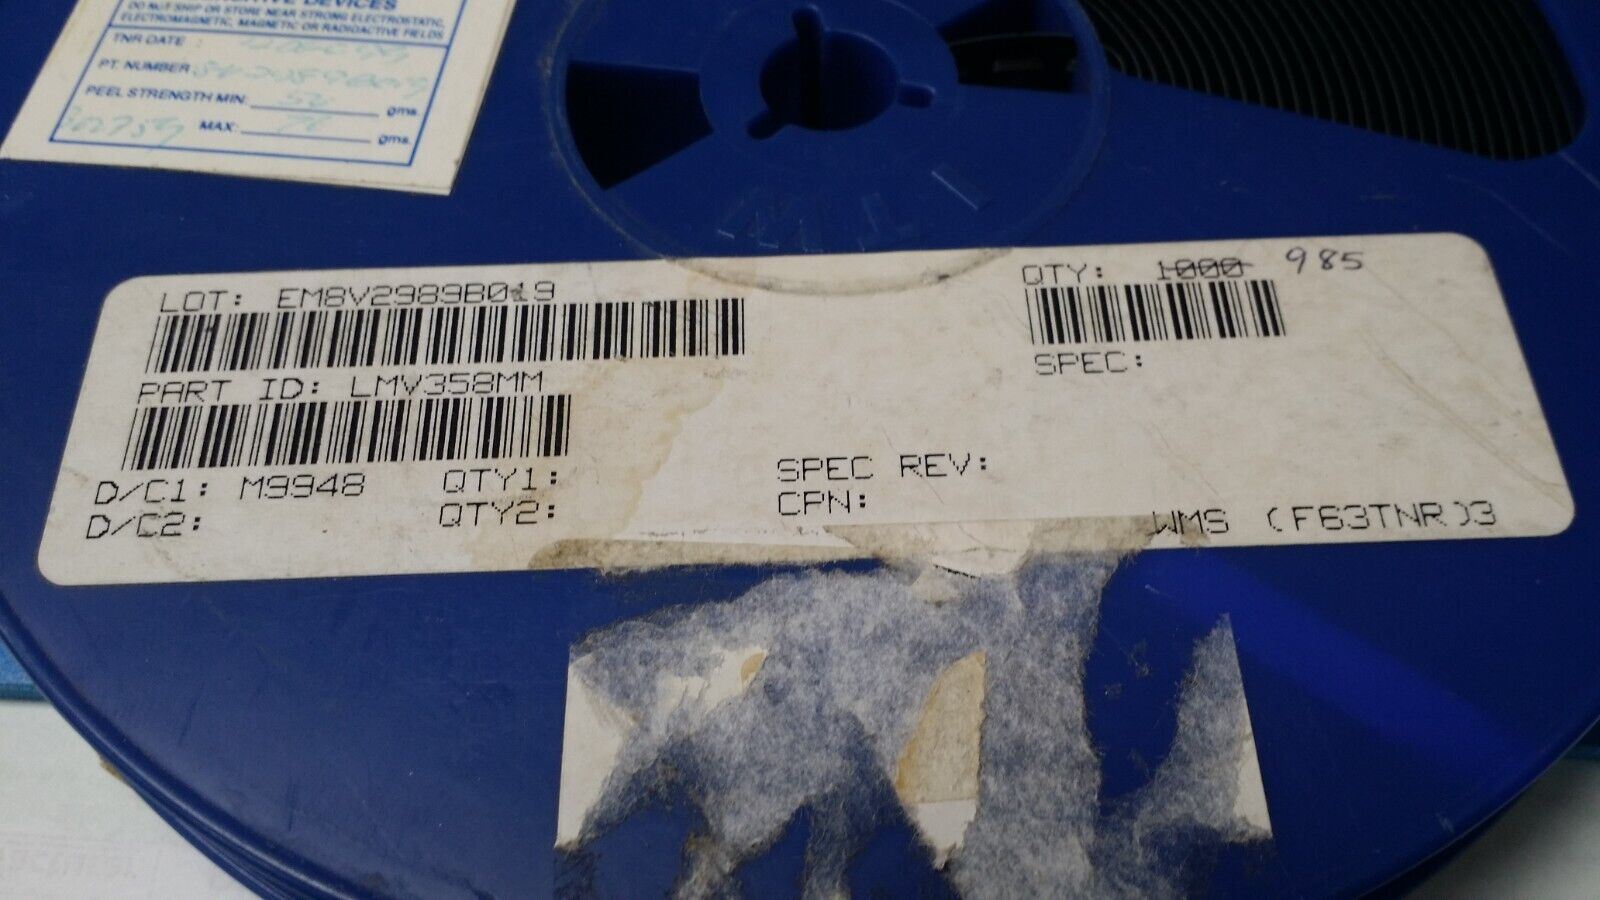 SENSITIVE DEVICES
DO NOT SHIP OR STORE NEAR STRONG ELECTROSTATIC,
ELECTROMAGNETIC, MAGNETIC OR RADIOACTIVE FIELDS
TNR DATE :
PT. NUMBER
PEEL STRENGTH MIN: gms.
MAX: gms.
LOT: EM8V2989B019
QTY: 1000 985
SPEC:
PART ID: LMV358MM
D/C1: M9948 QTY1: SPEC REV:
D/C2: QTY2: CPN: WMS (F63TNR)3